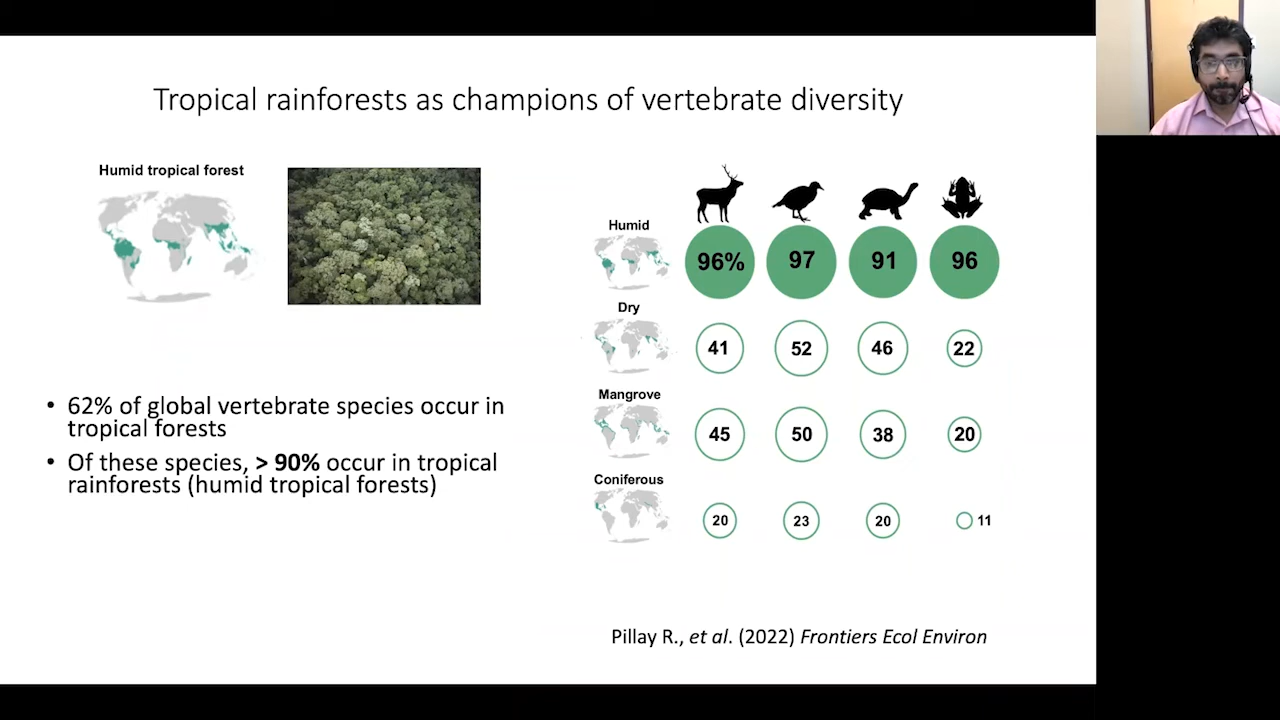 Tropical rainforests as champions of vertebrate diversity
Humid tropical forest
• 62% of global vertebrate species occur in
tropical forests
• Of these species, > 90% occur in tropical
rainforests (humid tropical forests)
Humid
96% 97 91 96
Dry
41 52 46 22
Mangrove
45 50 38 20
Coniferous
20 23 20 11
Pillay R., et al. (2022) Frontiers Ecol Environ